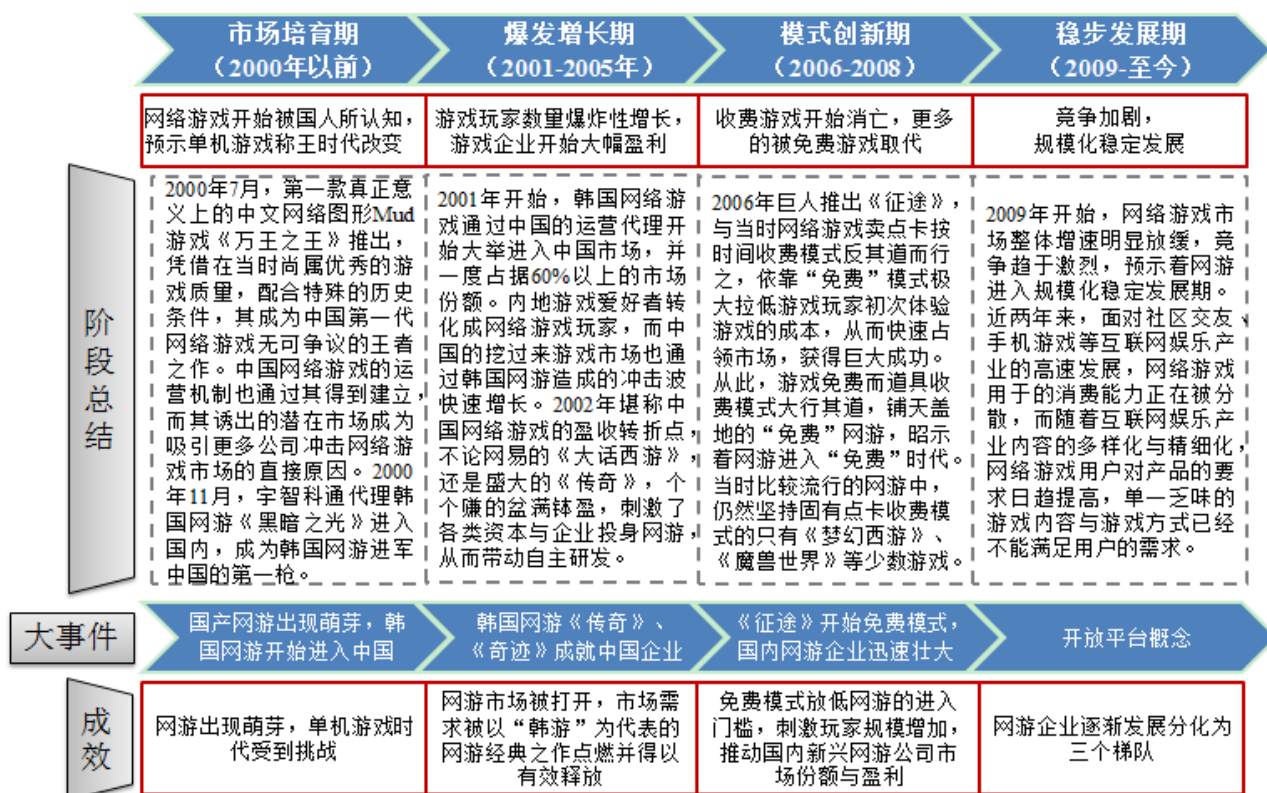 市场培育期
（2000年以前）
爆发增长期
（2001-2005年）
模式创新期
（2006-2008）
稳步发展期
（2009-至今）
网络游戏开始被国人所认知，
预示单机游戏称王时代改变
游戏玩家数量爆炸性增长，
游戏企业开始大幅盈利
收费游戏开始消亡，更多
的被免费游戏取代
竞争加剧，
规模化稳定发展
阶段总结
2000年7月，第一款真正意
义上的中文网络图形Mud
游戏《万王之王》推出，
凭借在当时尚属优秀的游
戏质量，配合特殊的历史
条件，其成为中国第一代
网络游戏无可争议的王者
之作。中国网络游戏的运
营机制也通过其得到建立，
而其诱出的潜在市场成为
吸引更多公司冲击网络游
戏市场的直接原因。2000
年11月，宇智科通代理韩
国网游《黑暗之光》进入
国内，成为韩国网游进军
中国的第一枪。
2001年开始，韩国网络游
戏通过中国的运营代理开
始大举进入中国市场，并
一度占据60%以上的市场
份额。内地游戏爱好者转
化成网络游戏玩家，而中
国的挖过来游戏市场也通
过韩国网游造成的冲击波
快速增长。2002年堪称中
国网络游戏的盈收转折点，
不论网易的《大话西游》，
还是盛大的《传奇》，个
个赚的盆满钵盈，刺激了
各类资本与企业投身网游，
从而带动自主研发。
2006年巨人推出《征途》，
与当时网络游戏卖点卡按
时间收费模式反其道而行
之，依靠“免费”模式极
大拉低游戏玩家初次体验
游戏的成本，从而快速占
领市场，获得巨大成功。
从此，游戏免费而道具收
费模式大行其道，铺天盖
地的“免费”网游，昭示
着网游进入“免费”时代。
当时比较流行的网游中，
仍然坚持固有点卡收费模
式的只有《梦幻西游》、
《魔兽世界》等少数游戏。
2009年开始，网络游戏市
场整体增速明显放缓，竞
争趋于激烈，预示着网游
进入规模化稳定发展期。
近两年来，面对社区交友、
手机游戏等互联网娱乐产
业的高速发展，网络游戏
用于的消费能力正在被分
散，而随着互联网娱乐产
业内容的多样化与精细化，
网络游戏用户对产品的要
求日趋提高，单一乏味的
游戏内容与游戏方式已经
不能满足用户的需求。
大事件
国产网游出现萌芽，韩
国网游开始进入中国
韩国网游《传奇》、
《奇迹》成就中国企业
《征途》开始免费模式，
国内网游企业迅速壮大
开放平台概念
成效
网游出现萌芽，单机游戏时
代受到挑战
网游市场被打开，市场需
求被以“韩游”为代表的
网游经典之作点燃并得以
有效释放
免费模式放低网游的进入
门槛，刺激玩家规模增加，
推动国内新兴网游公司市
场份额与盈利
网游企业逐渐发展分化为
三个梯队